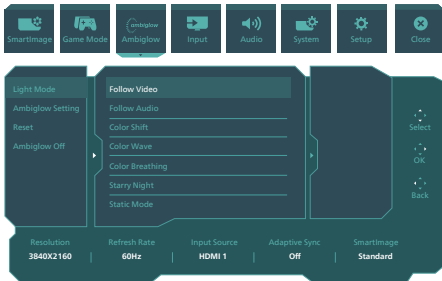 ambiglow
SmartImage
Game Mode
Ambiglow
Input
Audio
System
Setup
Close
Light Mode
Ambiglow Setting
Reset
Ambiglow Off
Follow Video
Follow Audio
Color Shift
Color Wave
Color Breathing
Starry Night
Static Mode
Select
OK
Back
Resolution
Refresh Rate
Input Source
Adaptive Sync
SmartImage
3840X2160
60Hz
HDMI 1
Off
Standard